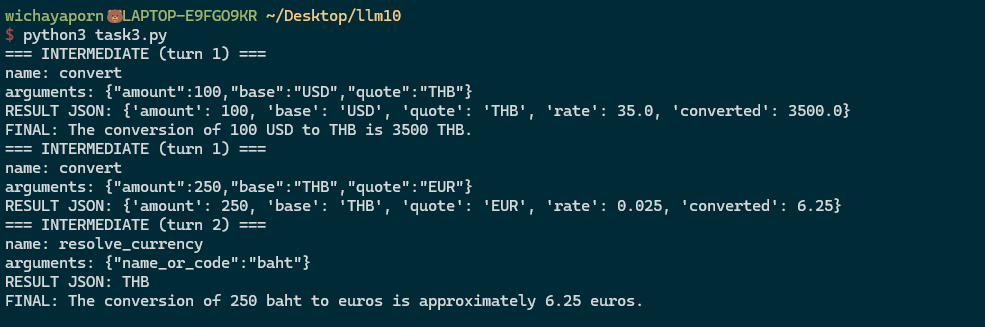 wichayaporn🐻LAPTOP-E9FGO9KR ~/Desktop/llm10
$ python3 task3.py
=== INTERMEDIATE (turn 1) ===
name: convert
arguments: {"amount":100,"base":"USD","quote":"THB"}
RESULT JSON: {'amount': 100, 'base': 'USD', 'quote': 'THB', 'rate': 35.0, 'converted': 3500.0}
FINAL: The conversion of 100 USD to THB is 3500 THB.
=== INTERMEDIATE (turn 1) ===
name: convert
arguments: {"amount":250,"base":"THB","quote":"EUR"}
RESULT JSON: {'amount': 250, 'base': 'THB', 'quote': 'EUR', 'rate': 0.025, 'converted': 6.25}
=== INTERMEDIATE (turn 2) ===
name: resolve_currency
arguments: {"name_or_code":"baht"}
RESULT JSON: THB
FINAL: The conversion of 250 baht to euros is approximately 6.25 euros.